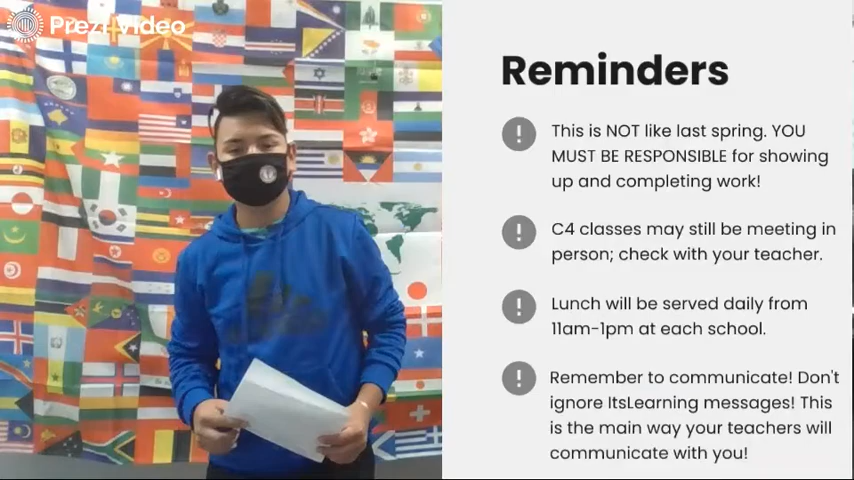 Prezi Video
Reminders
This is NOT like last spring. YOU
MUST BE RESPONSIBLE for showing
up and completing work!
C4 classes may still be meeting in
person; check with your teacher.
Lunch will be served daily from
11am-1pm at each school.
Remember to communicate! Don't
ignore ItsLearning messages! This
is the main way your teachers will
communicate with you!